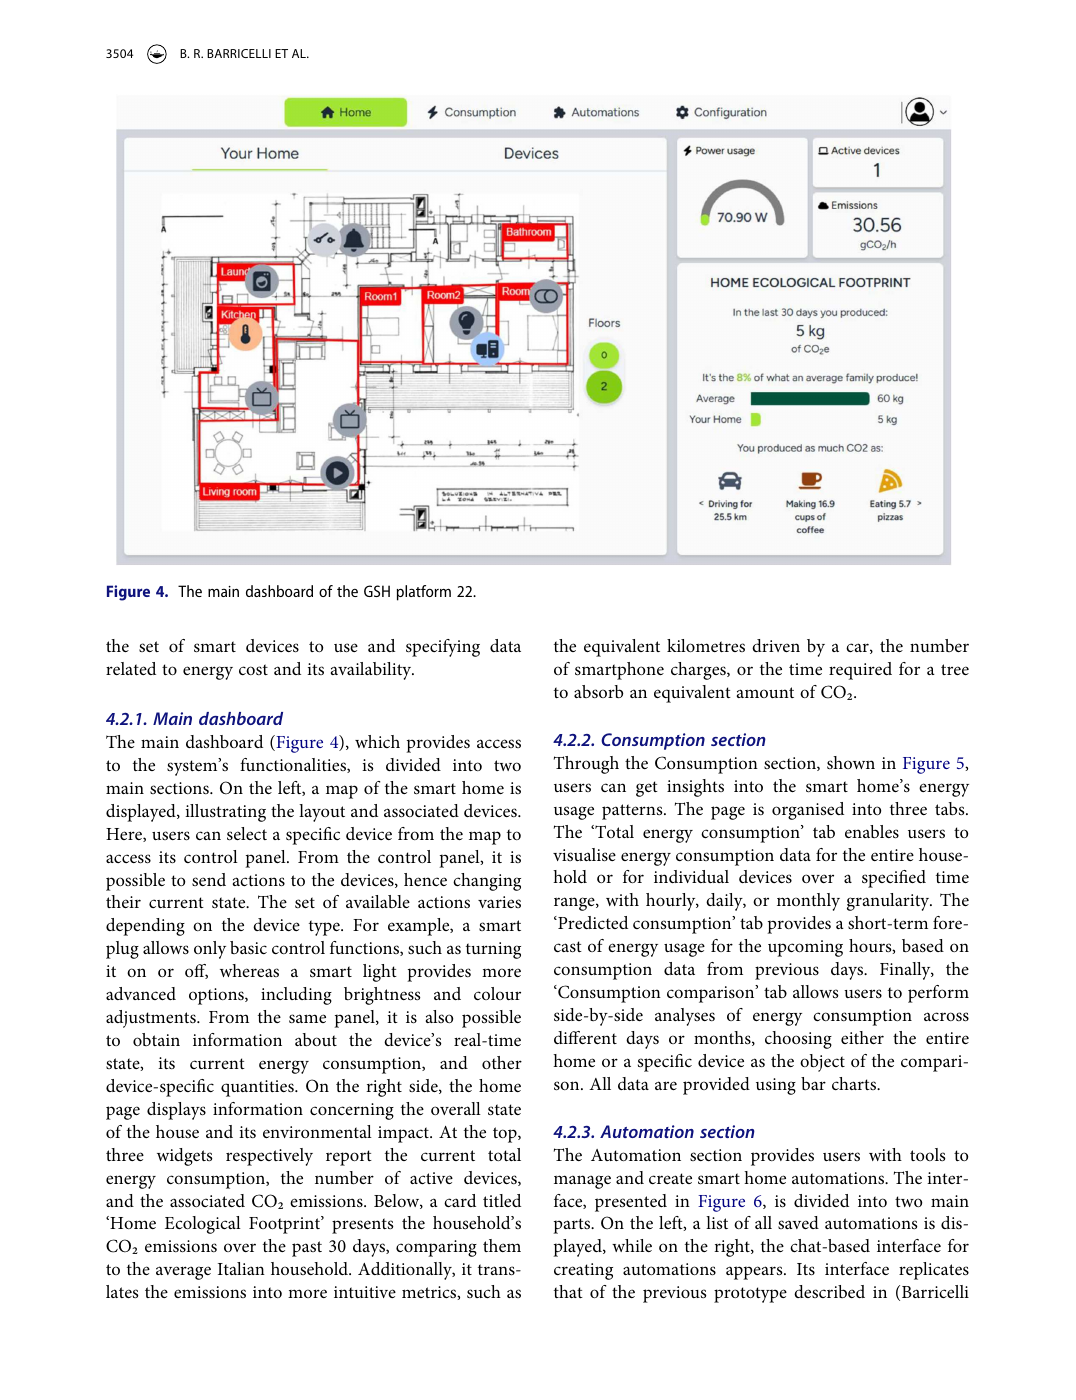 3504 B. R. BARRICELLI ET AL.
Home Consumption Automations Configuration
Your Home Devices
Power usage
70.90 W
Active devices
1
Emissions
30.56
gCO₂/h
A
A
Bathroom
Laund
Kitchen
Room1
Room2
Room
Living room
SOLUZIONE IN ALTERNATIVA PER
LA ZONA SERVIZI.
Floors
0
2
HOME ECOLOGICAL FOOTPRINT
In the last 30 days you produced:
5 kg
of CO₂e
It's the 8% of what an average family produce!
Average 60 kg
Your Home 5 kg
You produced as much CO2 as:
< Driving for
25.5 km
Making 16.9
cups of
coffee
Eating 5.7 >
pizzas
Figure 4. The main dashboard of the GSH platform 22.
the set of smart devices to use and specifying data
related to energy cost and its availability.
4.2.1. Main dashboard
The main dashboard (Figure 4), which provides access
to the system's functionalities, is divided into two
main sections. On the left, a map of the smart home is
displayed, illustrating the layout and associated devices.
Here, users can select a specific device from the map to
access its control panel. From the control panel, it is
possible to send actions to the devices, hence changing
their current state. The set of available actions varies
depending on the device type. For example, a smart
plug allows only basic control functions, such as turning
it on or off, whereas a smart light provides more
advanced options, including brightness and colour
adjustments. From the same panel, it is also possible
to obtain information about the device's real-time
state, its current energy consumption, and other
device-specific quantities. On the right side, the home
page displays information concerning the overall state
of the house and its environmental impact. At the top,
three widgets respectively report the current total
energy consumption, the number of active devices,
and the associated CO₂ emissions. Below, a card titled
'Home Ecological Footprint' presents the household's
CO₂ emissions over the past 30 days, comparing them
to the average Italian household. Additionally, it trans-
lates the emissions into more intuitive metrics, such as
the equivalent kilometres driven by a car, the number
of smartphone charges, or the time required for a tree
to absorb an equivalent amount of CO₂.
4.2.2. Consumption section
Through the Consumption section, shown in Figure 5,
users can get insights into the smart home's energy
usage patterns. The page is organised into three tabs.
The 'Total energy consumption' tab enables users to
visualise energy consumption data for the entire house-
hold or for individual devices over a specified time
range, with hourly, daily, or monthly granularity. The
'Predicted consumption' tab provides a short-term fore-
cast of energy usage for the upcoming hours, based on
consumption data from previous days. Finally, the
'Consumption comparison' tab allows users to perform
side-by-side analyses of energy consumption across
different days or months, choosing either the entire
home or a specific device as the object of the compari-
son. All data are provided using bar charts.
4.2.3. Automation section
The Automation section provides users with tools to
manage and create smart home automations. The inter-
face, presented in Figure 6, is divided into two main
parts. On the left, a list of all saved automations is dis-
played, while on the right, the chat-based interface for
creating automations appears. Its interface replicates
that of the previous prototype described in (Barricelli